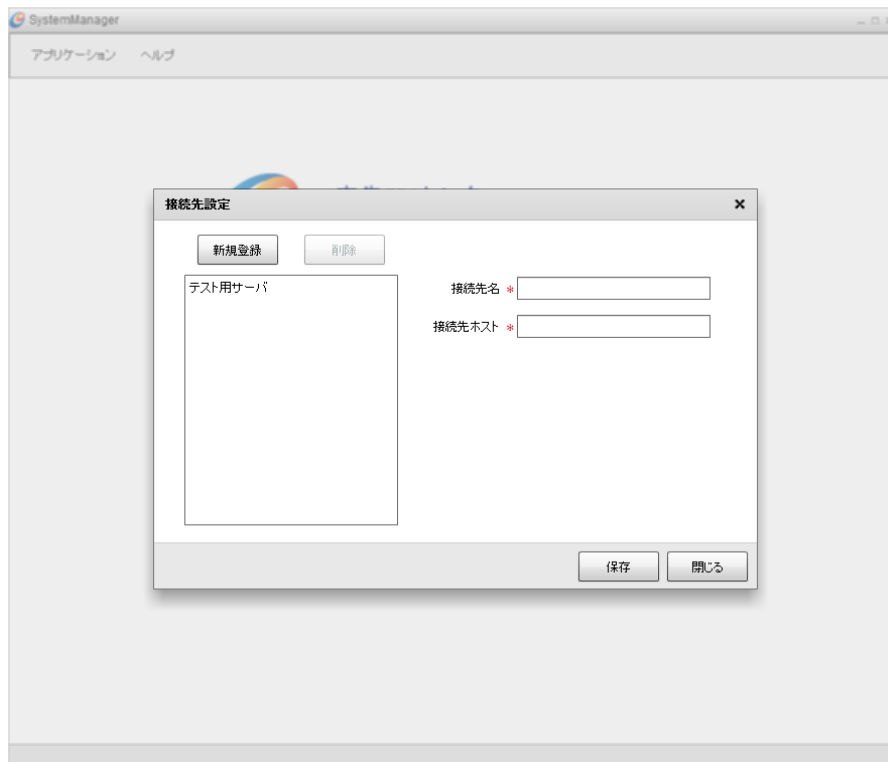 SystemManager
アプリケーション ヘルプ
接続先設定
新規登録 削除
テスト用サーバ
接続先名 *
接続先ホスト *
保存 閉じる